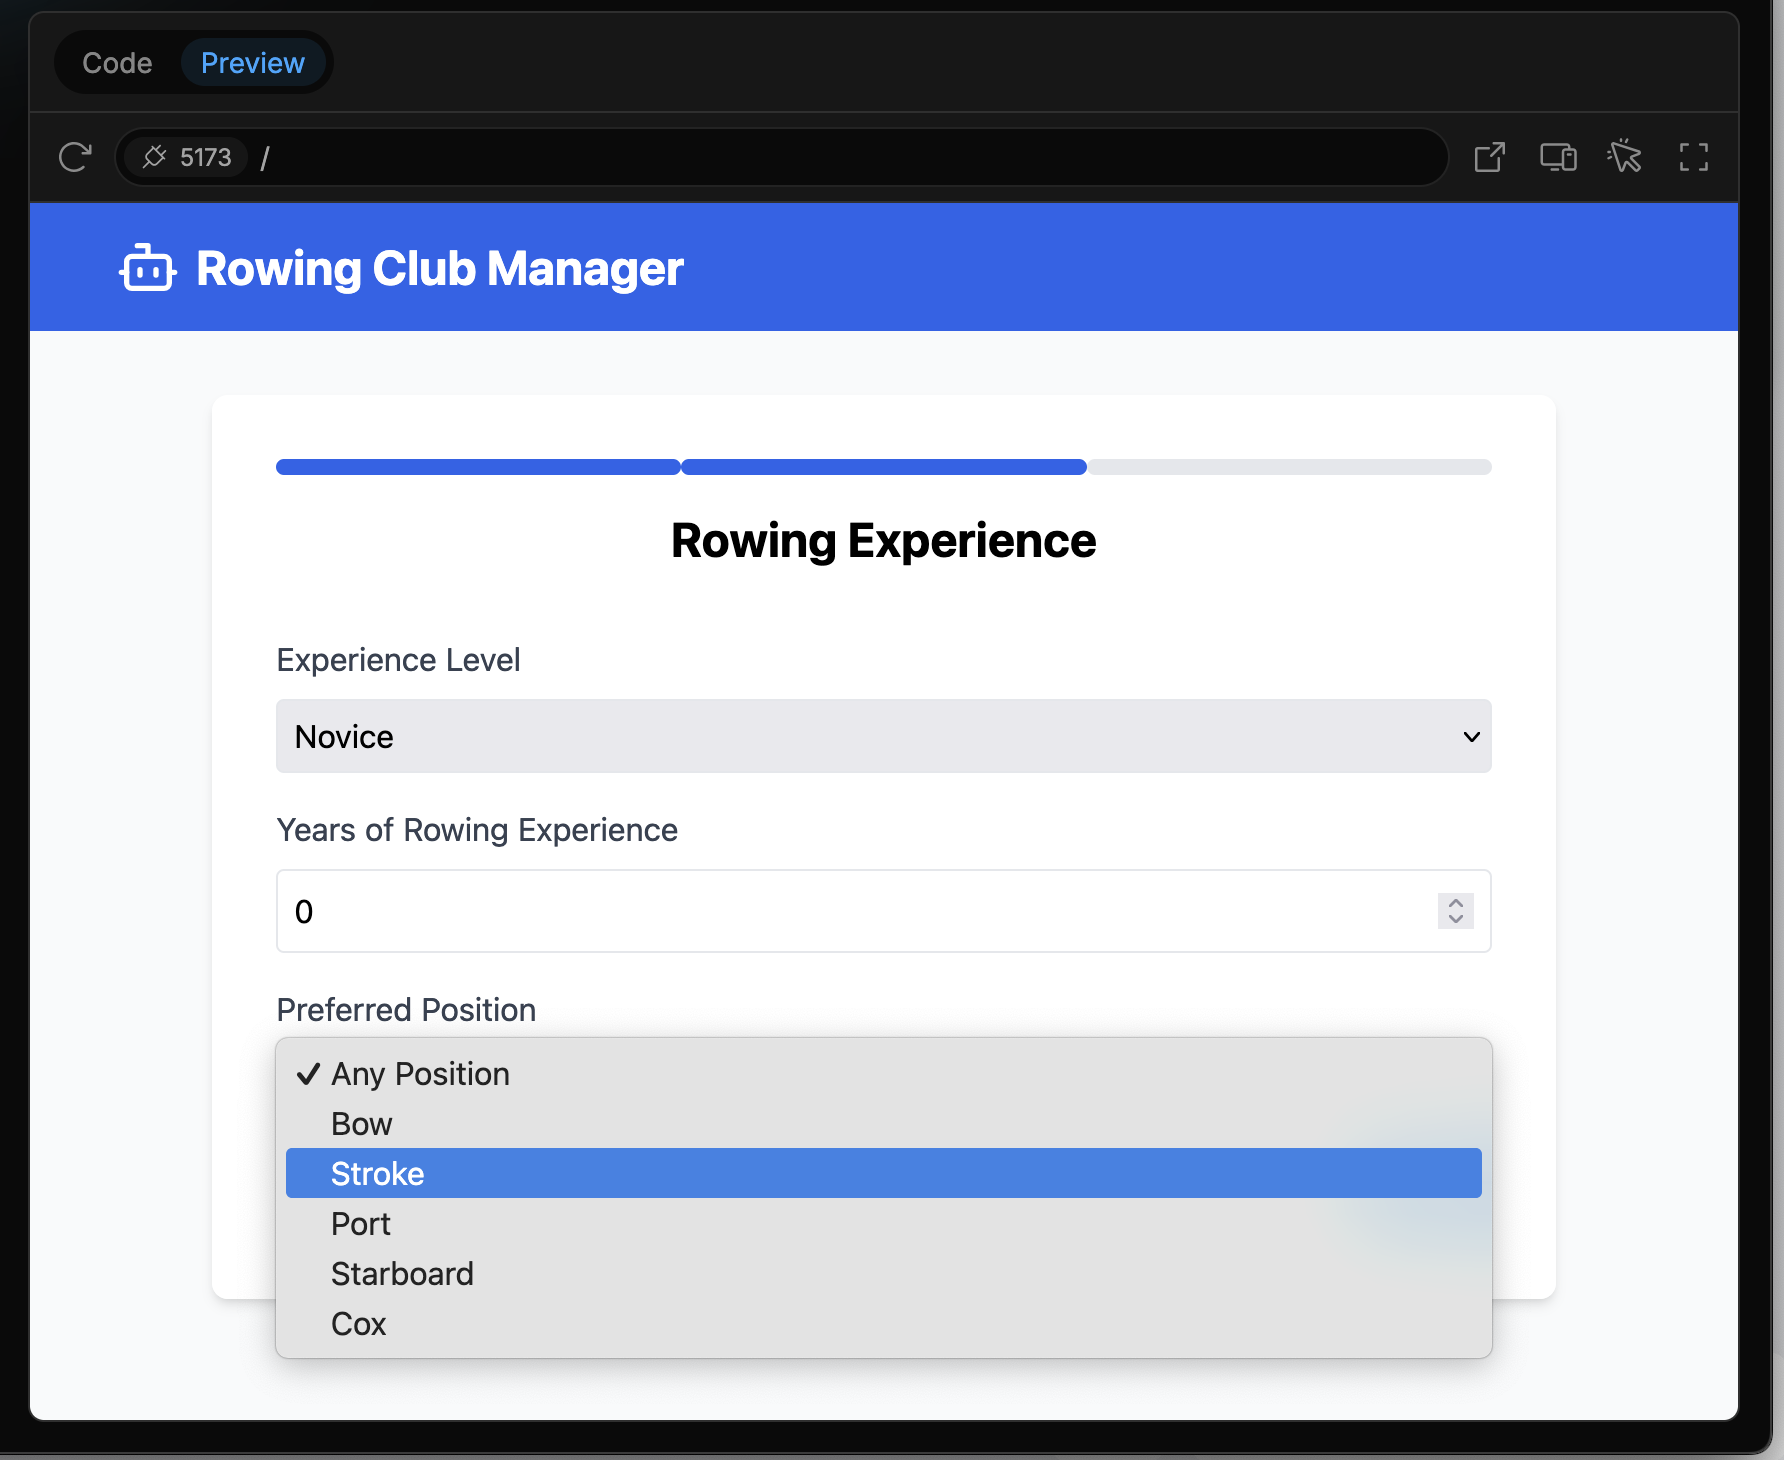 Code Preview
5173 /
Rowing Club Manager
Rowing Experience
Experience Level
Novice
Years of Rowing Experience
0
Preferred Position
Any Position
Bow
Stroke
Port
Starboard
Cox